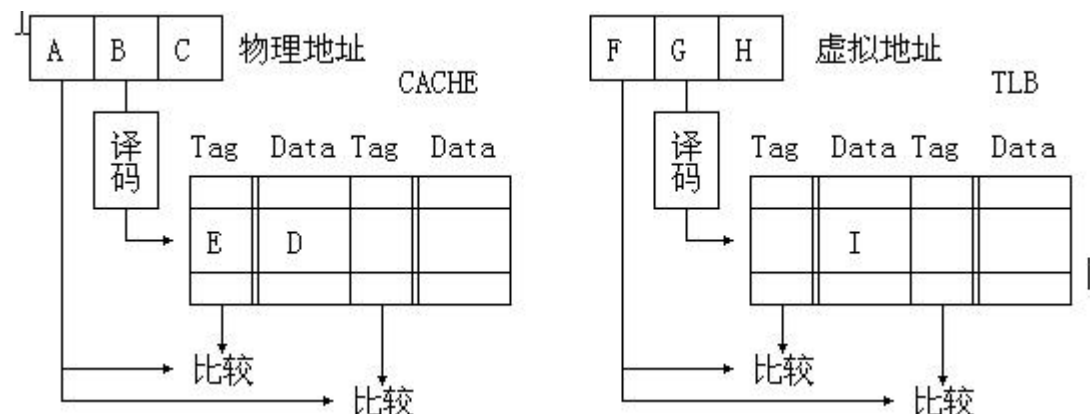 A B C 物理地址
F G H 虚拟地址
CACHE
TLB
译码
译码
Tag Data Tag Data
Tag Data Tag Data
E D
I
比较
比较
比较
比较